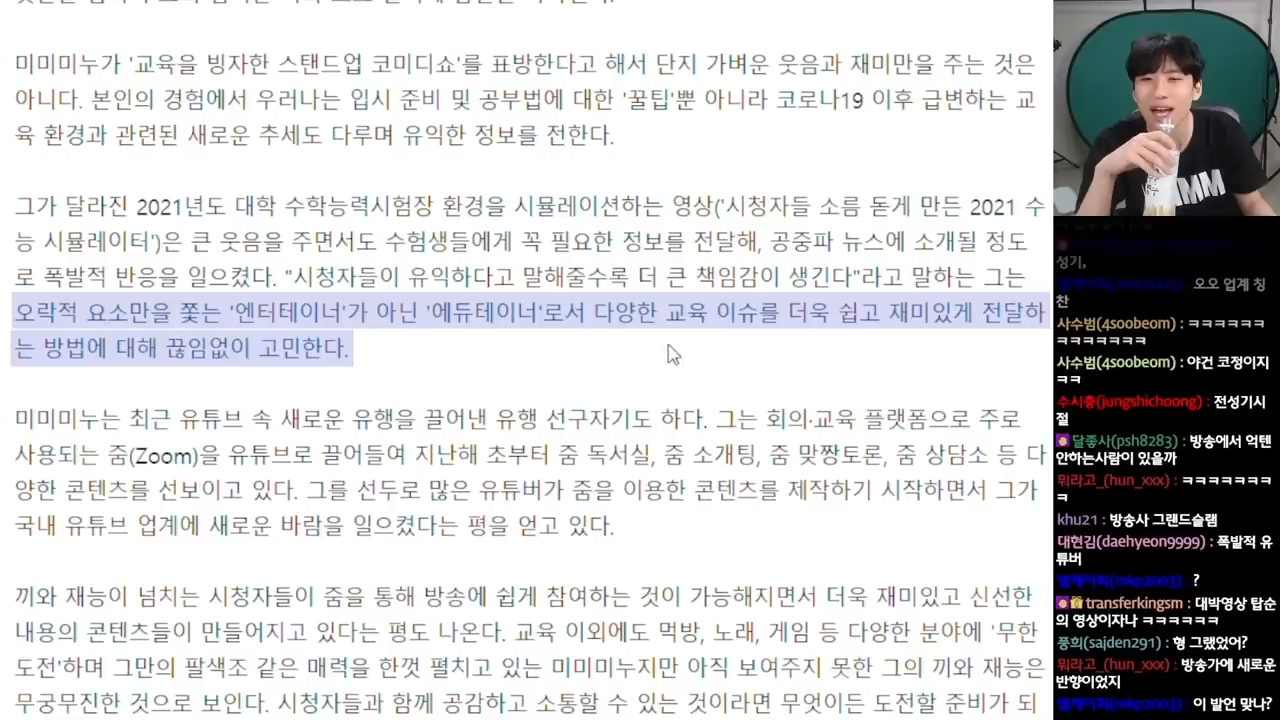 미미미누가 '교육을 빙자한 스탠드업 코미디쇼'를 표방한다고 해서 단지 가벼운 웃음과 재미만을 주는 것은
아니다. 본인의 경험에서 우러나는 입시 준비 및 공부법에 대한 '꿀팁'뿐 아니라 코로나19 이후 급변하는 교
육 환경과 관련된 새로운 추세도 다루며 유익한 정보를 전한다.
그가 달라진 2021년도 대학 수학능력시험장 환경을 시뮬레이션하는 영상('시청자들 소름 돋게 만든 2021 수
능 시뮬레이터')은 큰 웃음을 주면서도 수험생들에게 꼭 필요한 정보를 전달해, 공중파 뉴스에 소개될 정도
로 폭발적 반응을 일으켰다. "시청자들이 유익하다고 말해줄수록 더 큰 책임감이 생긴다"라고 말하는 그는
오락적 요소만을 쫓는 '엔터테이너'가 아닌 '에듀테이너'로서 다양한 교육 이슈를 더욱 쉽고 재미있게 전달하
는 방법에 대해 끊임없이 고민한다.
미미미누는 최근 유튜브 속 새로운 유행을 끌어낸 유행 선구자기도 하다. 그는 회의·교육 플랫폼으로 주로
사용되는 줌(Zoom)을 유튜브로 끌어들여 지난해 초부터 줌 독서실, 줌 소개팅, 줌 맞짱토론, 줌 상담소 등 다
양한 콘텐츠를 선보이고 있다. 그를 선두로 많은 유튜버가 줌을 이용한 콘텐츠를 제작하기 시작하면서 그가
국내 유튜브 업계에 새로운 바람을 일으켰다는 평을 얻고 있다.
끼와 재능이 넘치는 시청자들이 줌을 통해 방송에 쉽게 참여하는 것이 가능해지면서 더욱 재미있고 신선한
내용의 콘텐츠들이 만들어지고 있다는 평도 나온다. 교육 이외에도 먹방, 노래, 게임 등 다양한 분야에 '무한
도전'하며 그만의 팔색조 같은 매력을 한껏 펼치고 있는 미미미누지만 아직 보여주지 못한 그의 끼와 재능은
무궁무진한 것으로 보인다. 시청자들과 함께 공감하고 소통할 수 있는 것이라면 무엇이든 도전할 준비가 되
MM
성기,
오오 업계 칭
찬
사수범(4soobeom) : ㅋㅋㅋㅋㅋㅋ
ㅋㅋㅋㅋㅋㅋㅋ
사수범(4soobeom) : 야건 코정이지
ㅋㅋ
수시충(jungshichoong) : 전성기시
절
달좋사(psh8283) : 방송에서 억텐
안하는사람이 있을까
뭐라고_(hun_xxx) : ㅋㅋㅋㅋㅋㅋㅋ
ㅋ
khu21 : 방송사 그랜드슬램
대현김(daehyeon9999) : 폭발적 유
튜버
(mkp2003) : ?
transferkingsm : 대박영상 탑순
의 영상이자나 ㅋㅋㅋㅋㅋㅋ
풍희(sajden291) : 형 그랬었어?
뭐라고_(hun_xxx) : 방송가에 새로운
반향이었지
(mkp2003) : 이 발언 맞나?